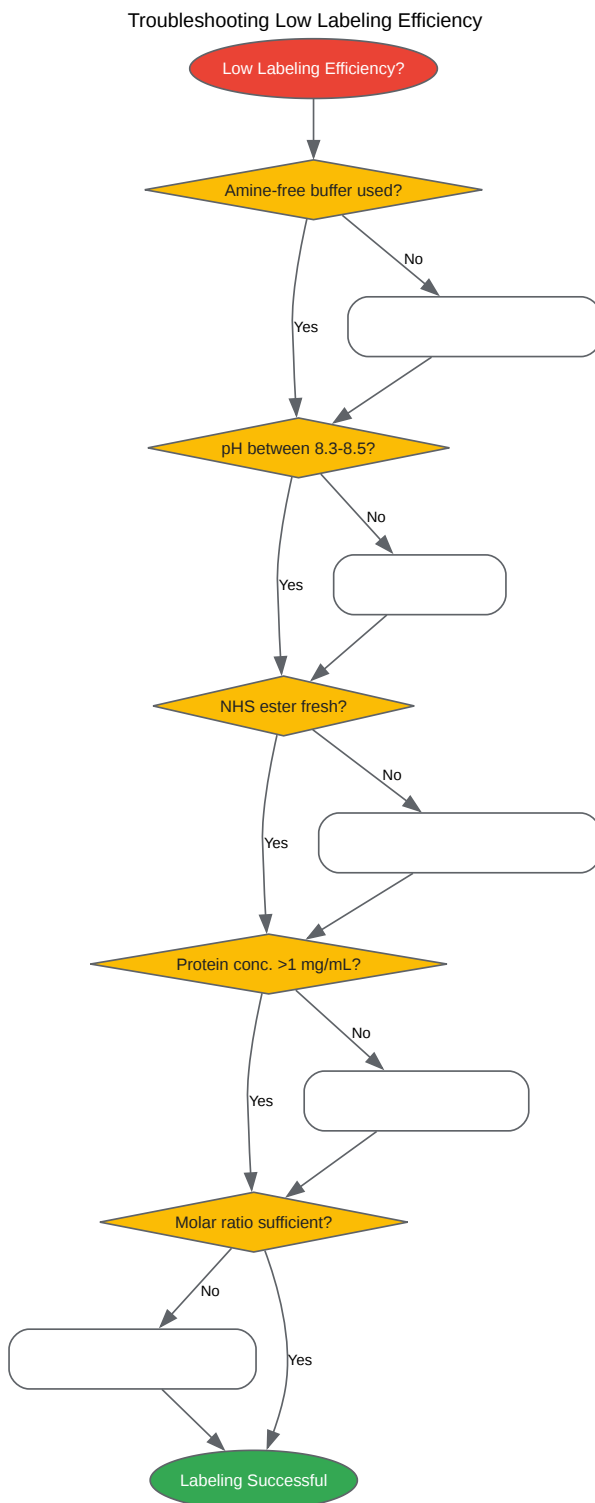 Troubleshooting Low Labeling Efficiency
Low Labeling Efficiency?
Amine-free buffer used?
No
Yes
pH between 8.3-8.5?
No
Yes
NHS ester fresh?
No
Yes
Protein conc. >1 mg/mL?
No
Yes
Molar ratio sufficient?
No
Yes
Labeling Successful